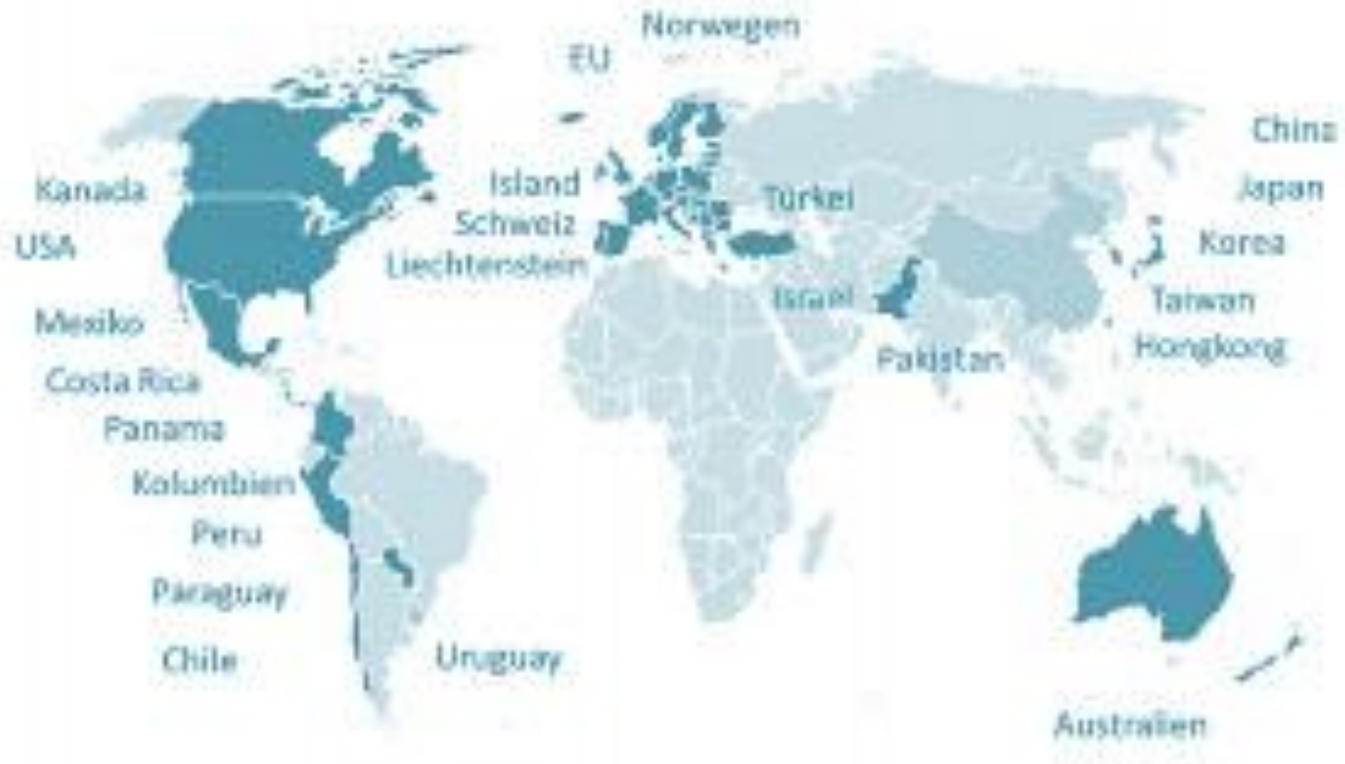 Norwegen
EU
China
Kanada
Island
Türkei
Japan
Schweiz
USA
Korea
Liechtenstein
Israel
Taiwan
Mexiko
Hongkong
Pakistan
Costa Rica
Panama
Kolumbien
Peru
Paraguay
Chile
Uruguay
Australien